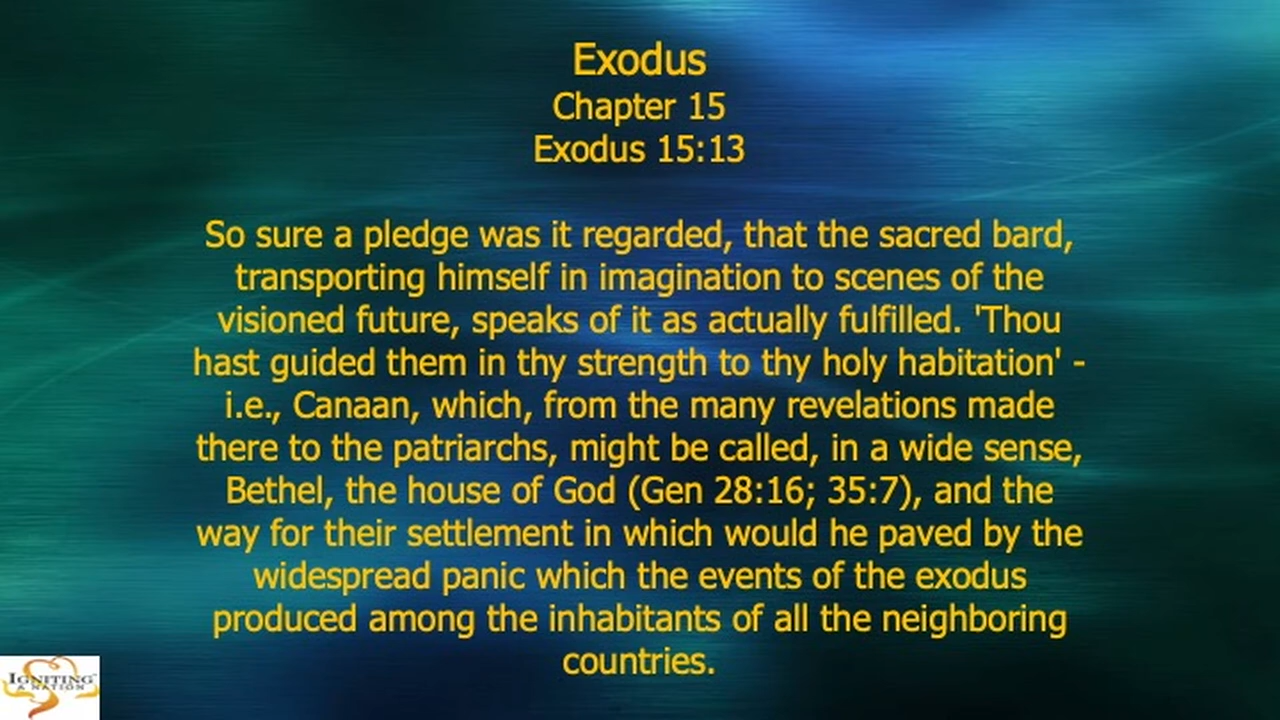 Exodus
Chapter 15
Exodus 15:13
So sure a pledge was it regarded, that the sacred bard,
transporting himself in imagination to scenes of the
visioned future, speaks of it as actually fulfilled. 'Thou
hast guided them in thy strength to thy holy habitation' -
i.e., Canaan, which, from the many revelations made
there to the patriarchs, might be called, in a wide sense,
Bethel, the house of God (Gen 28:16; 35:7), and the
way for their settlement in which would he paved by the
widespread panic which the events of the exodus
produced among the inhabitants of all the neighboring
countries.
IGNITING
A NATION